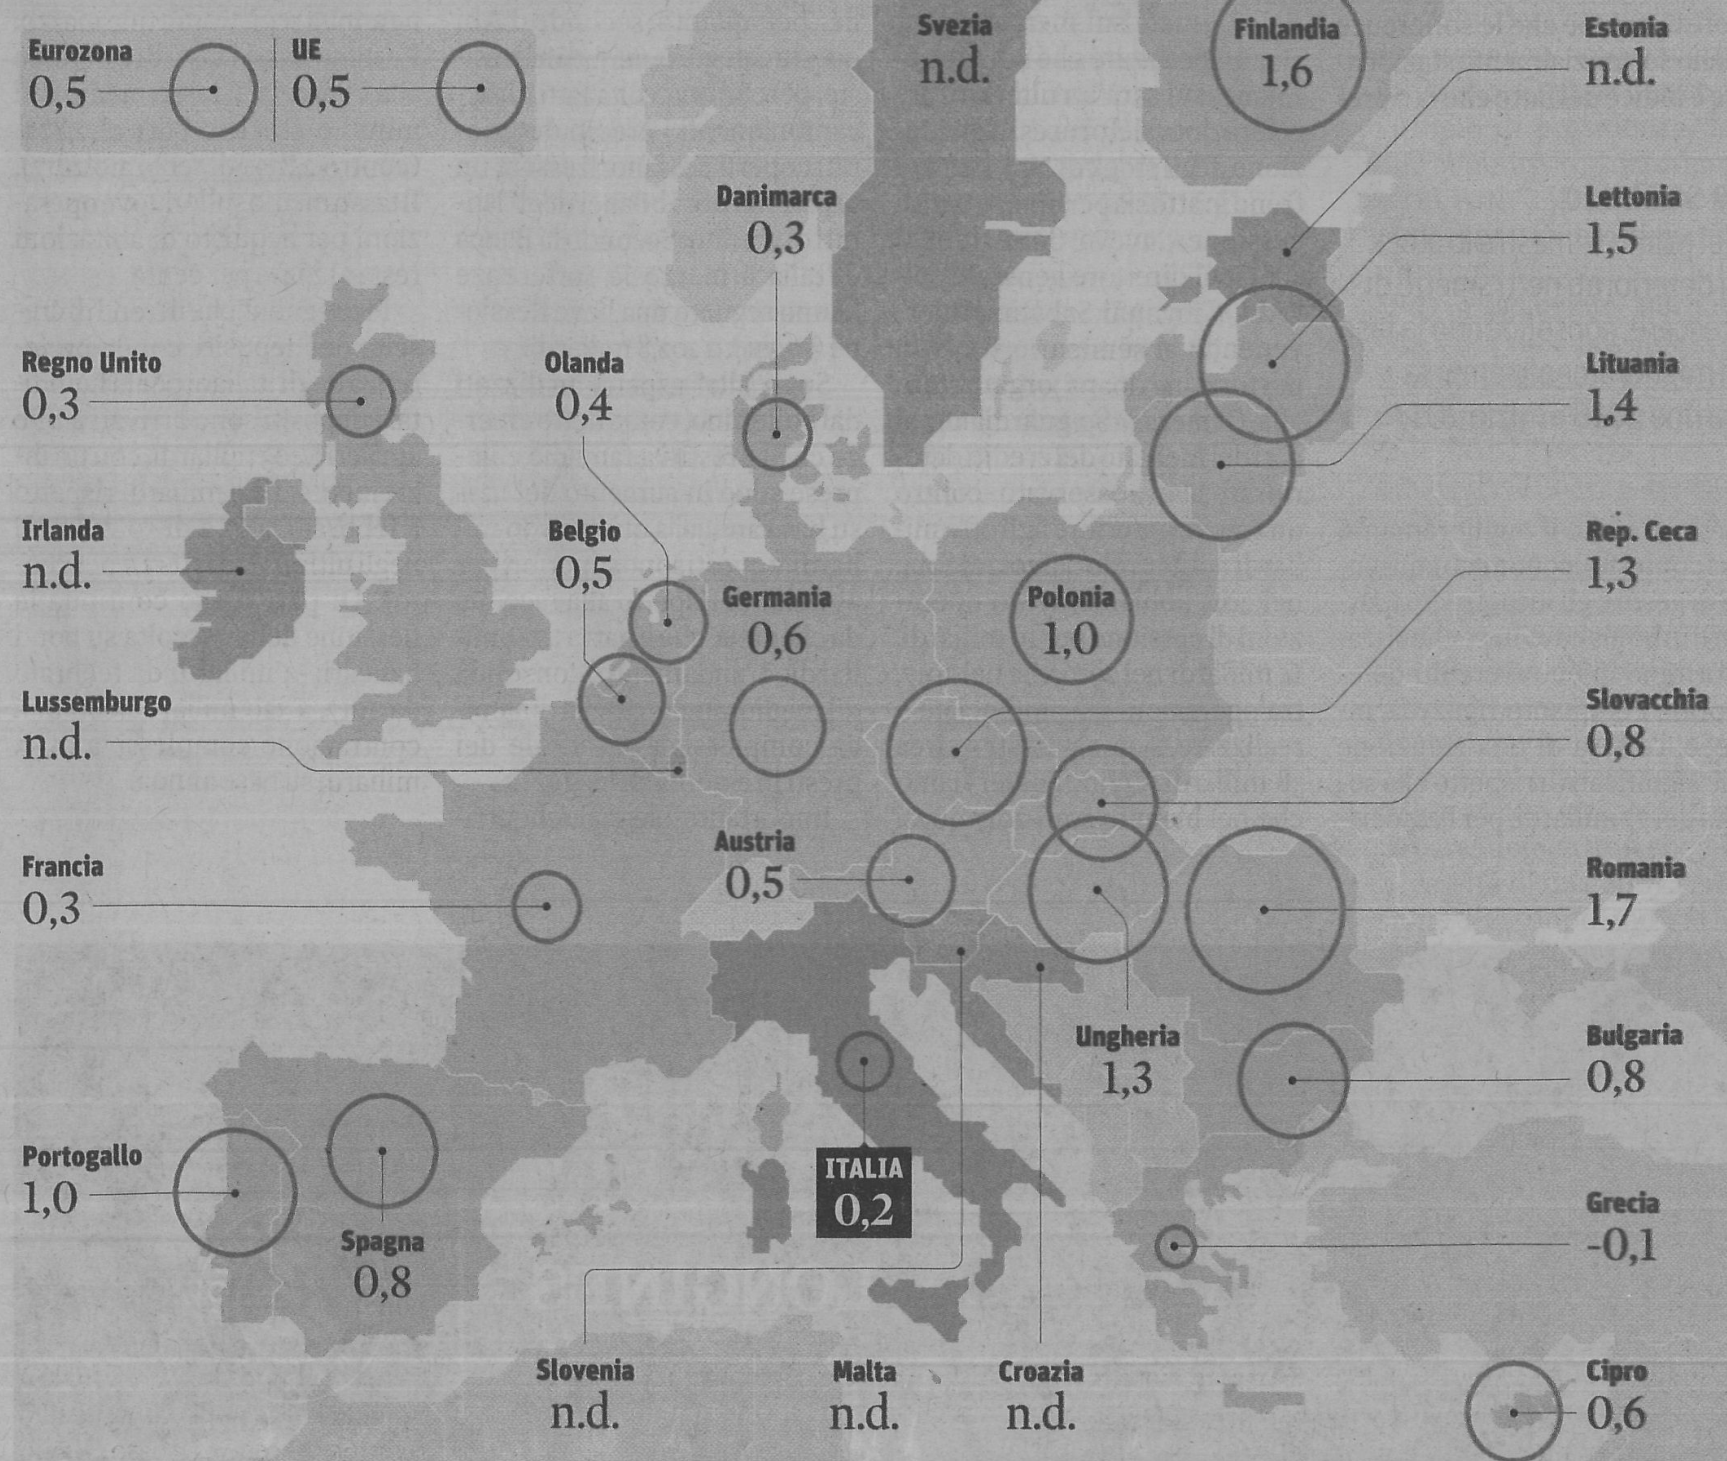 Eurozona
0,5
UE
0,5
Svezia
n.d.
Finlandia
1,6
Estonia
n.d.
Danimarca
0,3
Lettonia
1,5
Regno Unito
0,3
Olanda
0,4
Lituania
1,4
Irlanda
n.d.
Belgio
0,5
Germania
0,6
Polonia
1,0
Rep. Ceca
1,3
Lussemburgo
n.d.
Slovacchia
0,8
Francia
0,3
Austria
0,5
Romania
1,7
Ungheria
1,3
Bulgaria
0,8
Portogallo
1,0
Spagna
0,8
ITALIA
0,2
Grecia
-0,1
Slovenia
n.d.
Malta
n.d.
Croazia
n.d.
Cipro
0,6